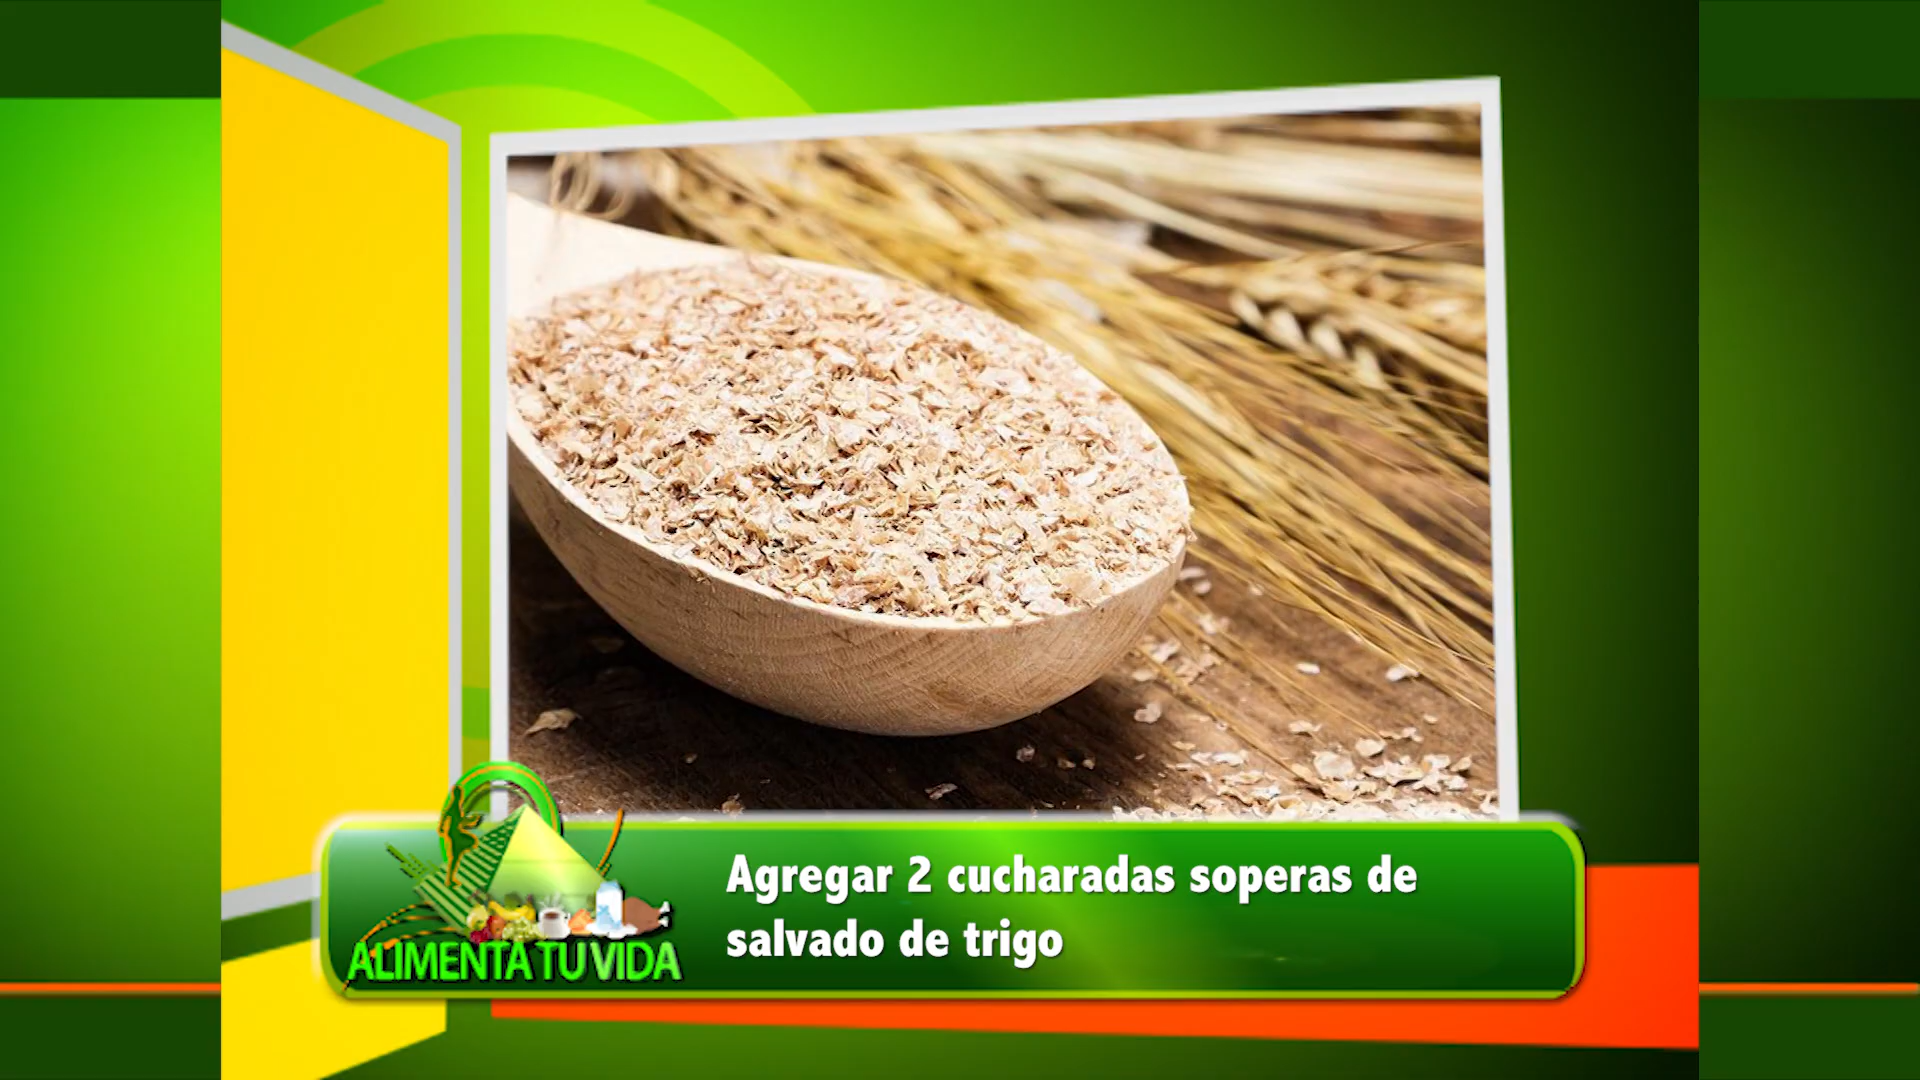 Agregar 2 cucharadas soperas de
salvado de trigo
ALIMENTA TU VIDA